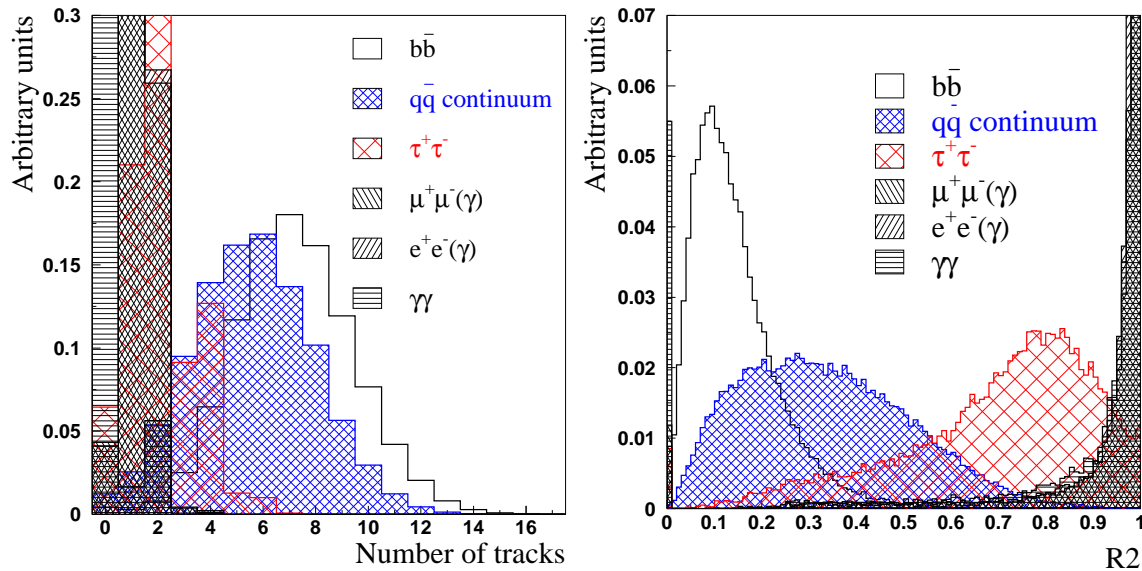 Arbitrary units
0.3
0.25
0.2
0.15
0.1
0.05
0
bb̄
qq̄ continuum
τ⁺τ⁻
μ⁺μ⁻(γ)
e⁺e⁻(γ)
γγ
0 2 4 6 8 10 12 14 16
Number of tracks
Arbitrary units
0.07
0.06
0.05
0.04
0.03
0.02
0.01
0
bb̄
qq̄ continuum
τ⁺τ⁻
μ⁺μ⁻(γ)
e⁺e⁻(γ)
γγ
0 0.1 0.2 0.3 0.4 0.5 0.6 0.7 0.8 0.9 1
R2